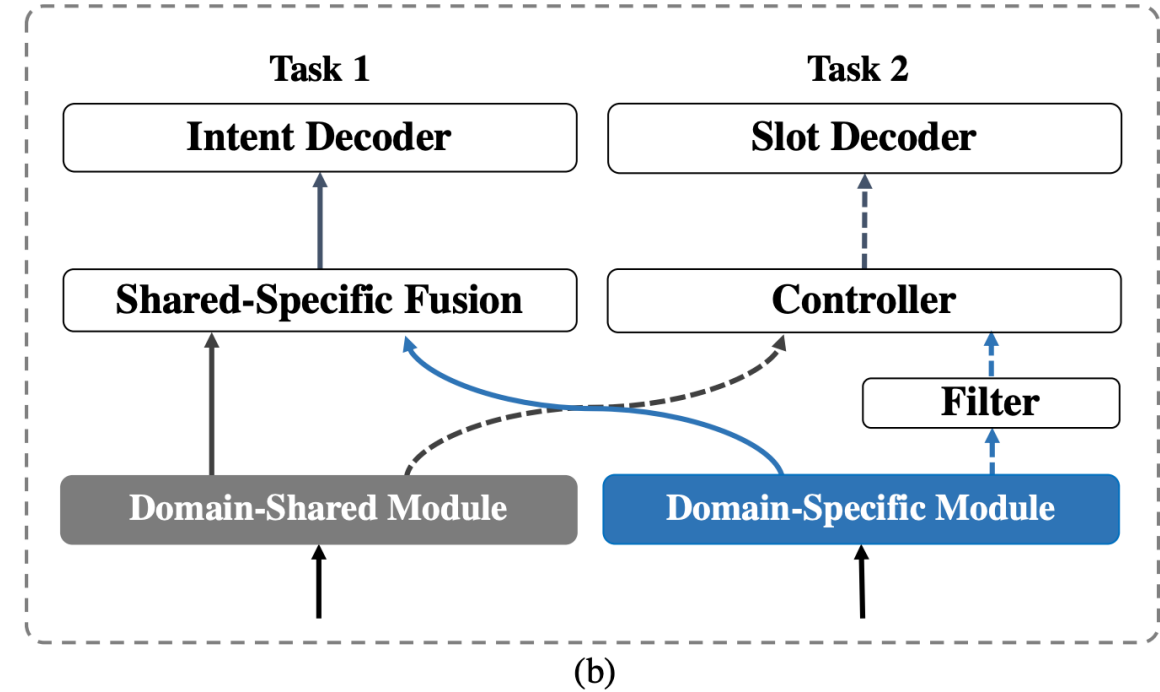 Task 1
Task 2
Intent Decoder
Slot Decoder
Shared-Specific Fusion
Controller
Filter
Domain-Shared Module
Domain-Specific Module
(b)